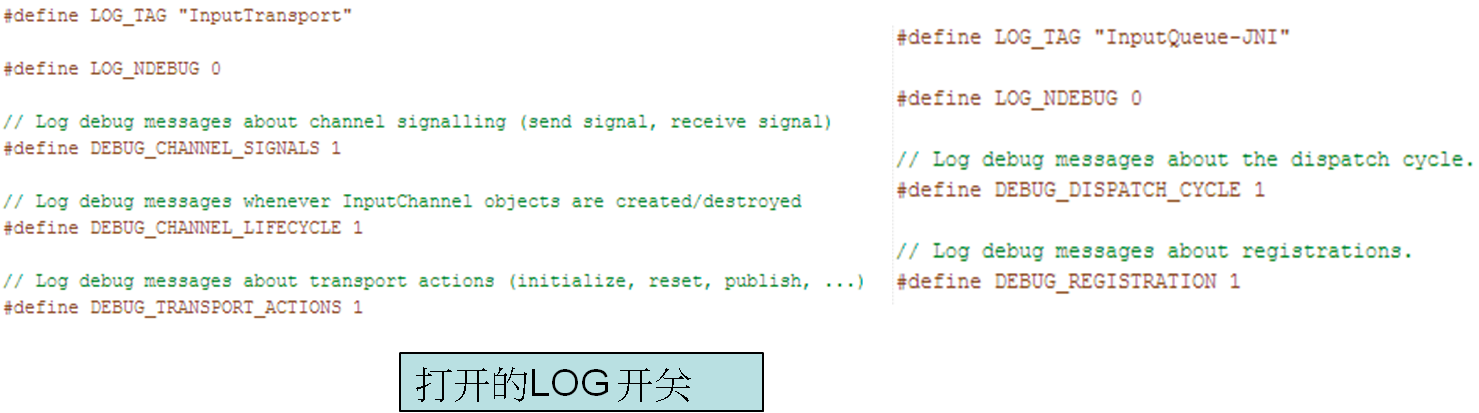 #define LOG_TAG "InputTransport"
#define LOG_NDEBUG 0
// Log debug messages about channel signalling (send signal, receive signal)
#define DEBUG_CHANNEL_SIGNALS 1
// Log debug messages whenever InputChannel objects are created/destroyed
#define DEBUG_CHANNEL_LIFECYCLE 1
// Log debug messages about transport actions (initialize, reset, publish, ...)
#define DEBUG_TRANSPORT_ACTIONS 1
#define LOG_TAG "InputQueue-JNI"
#define LOG_NDEBUG 0
// Log debug messages about the dispatch cycle.
#define DEBUG_DISPATCH_CYCLE 1
// Log debug messages about registrations.
#define DEBUG_REGISTRATION 1
打开的LOG开关